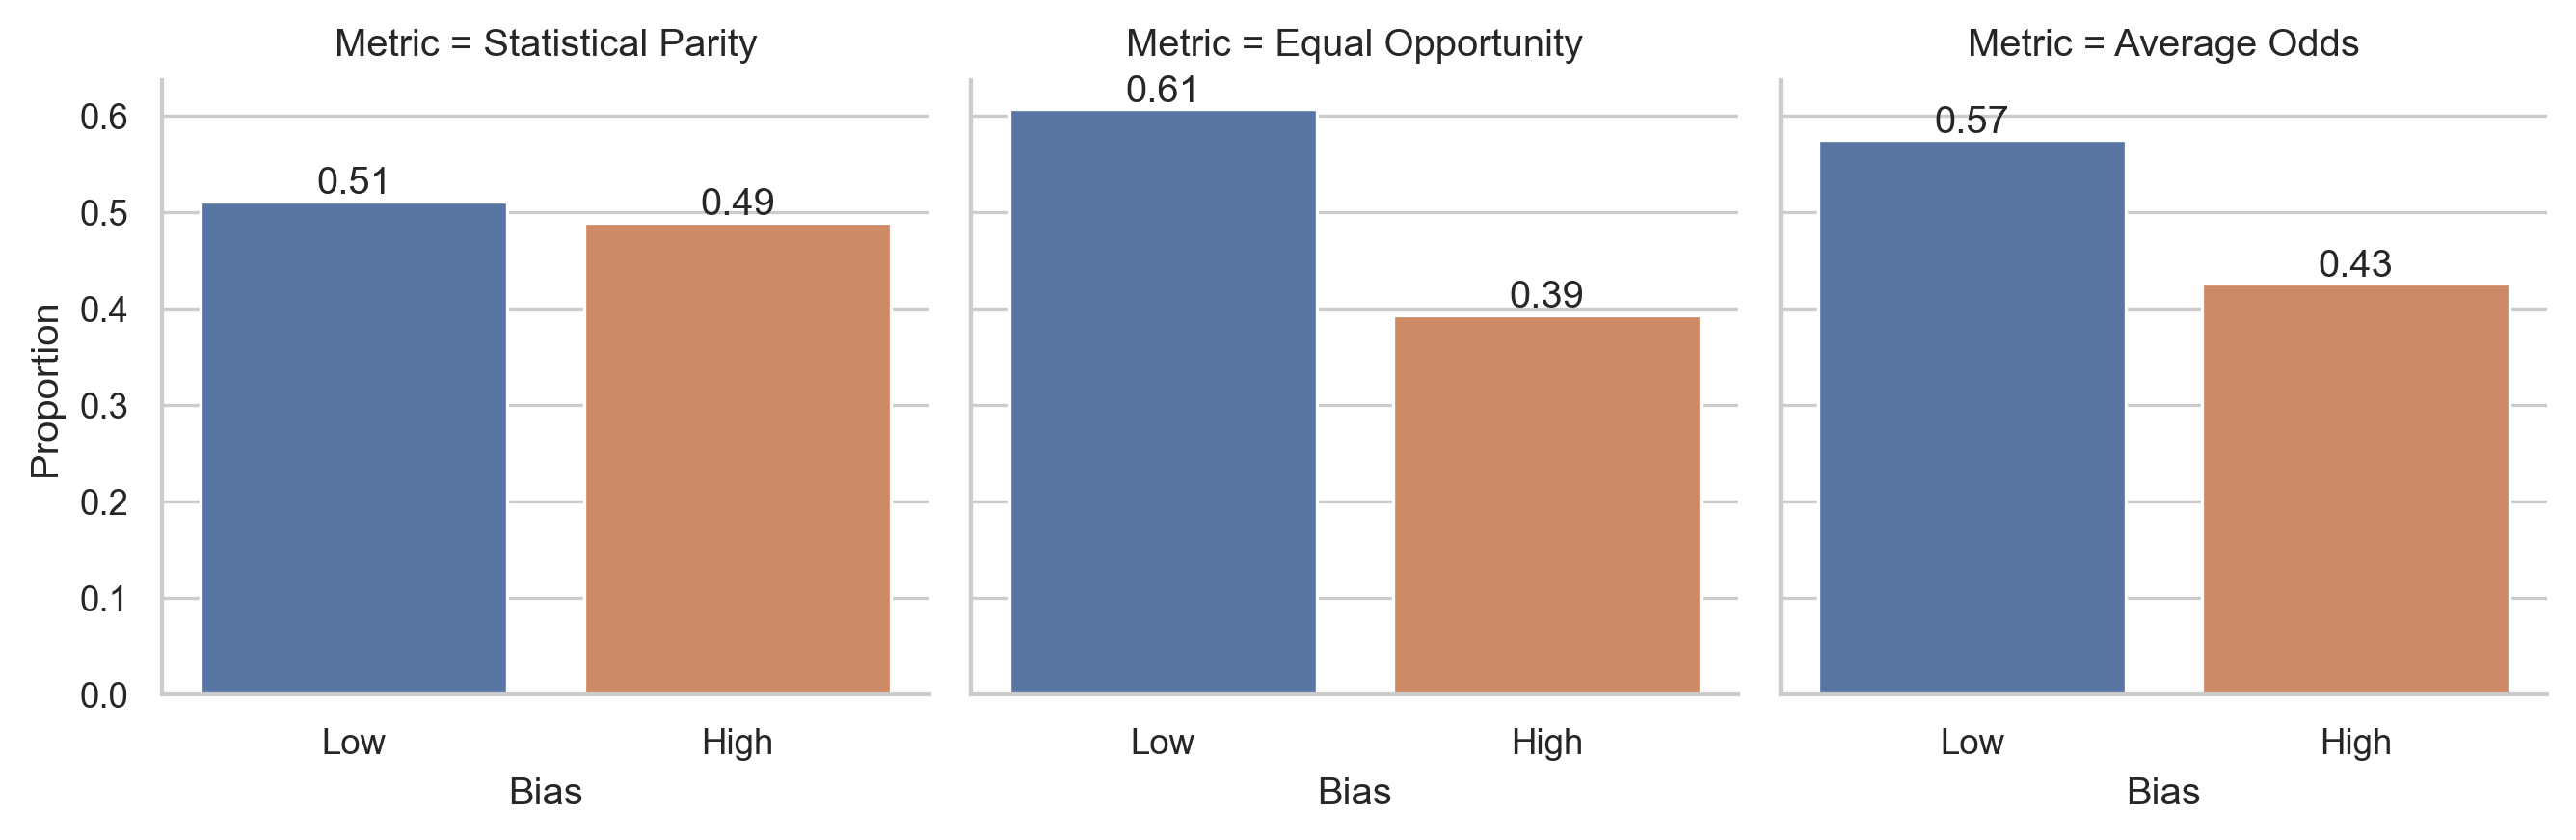 Metric = Statistical Parity
Metric = Equal Opportunity
Metric = Average Odds
Proportion
0.6
0.5
0.4
0.3
0.2
0.1
0.0
0.51
0.49
0.61
0.39
0.57
0.43
Low
High
Low
High
Low
High
Bias
Bias
Bias